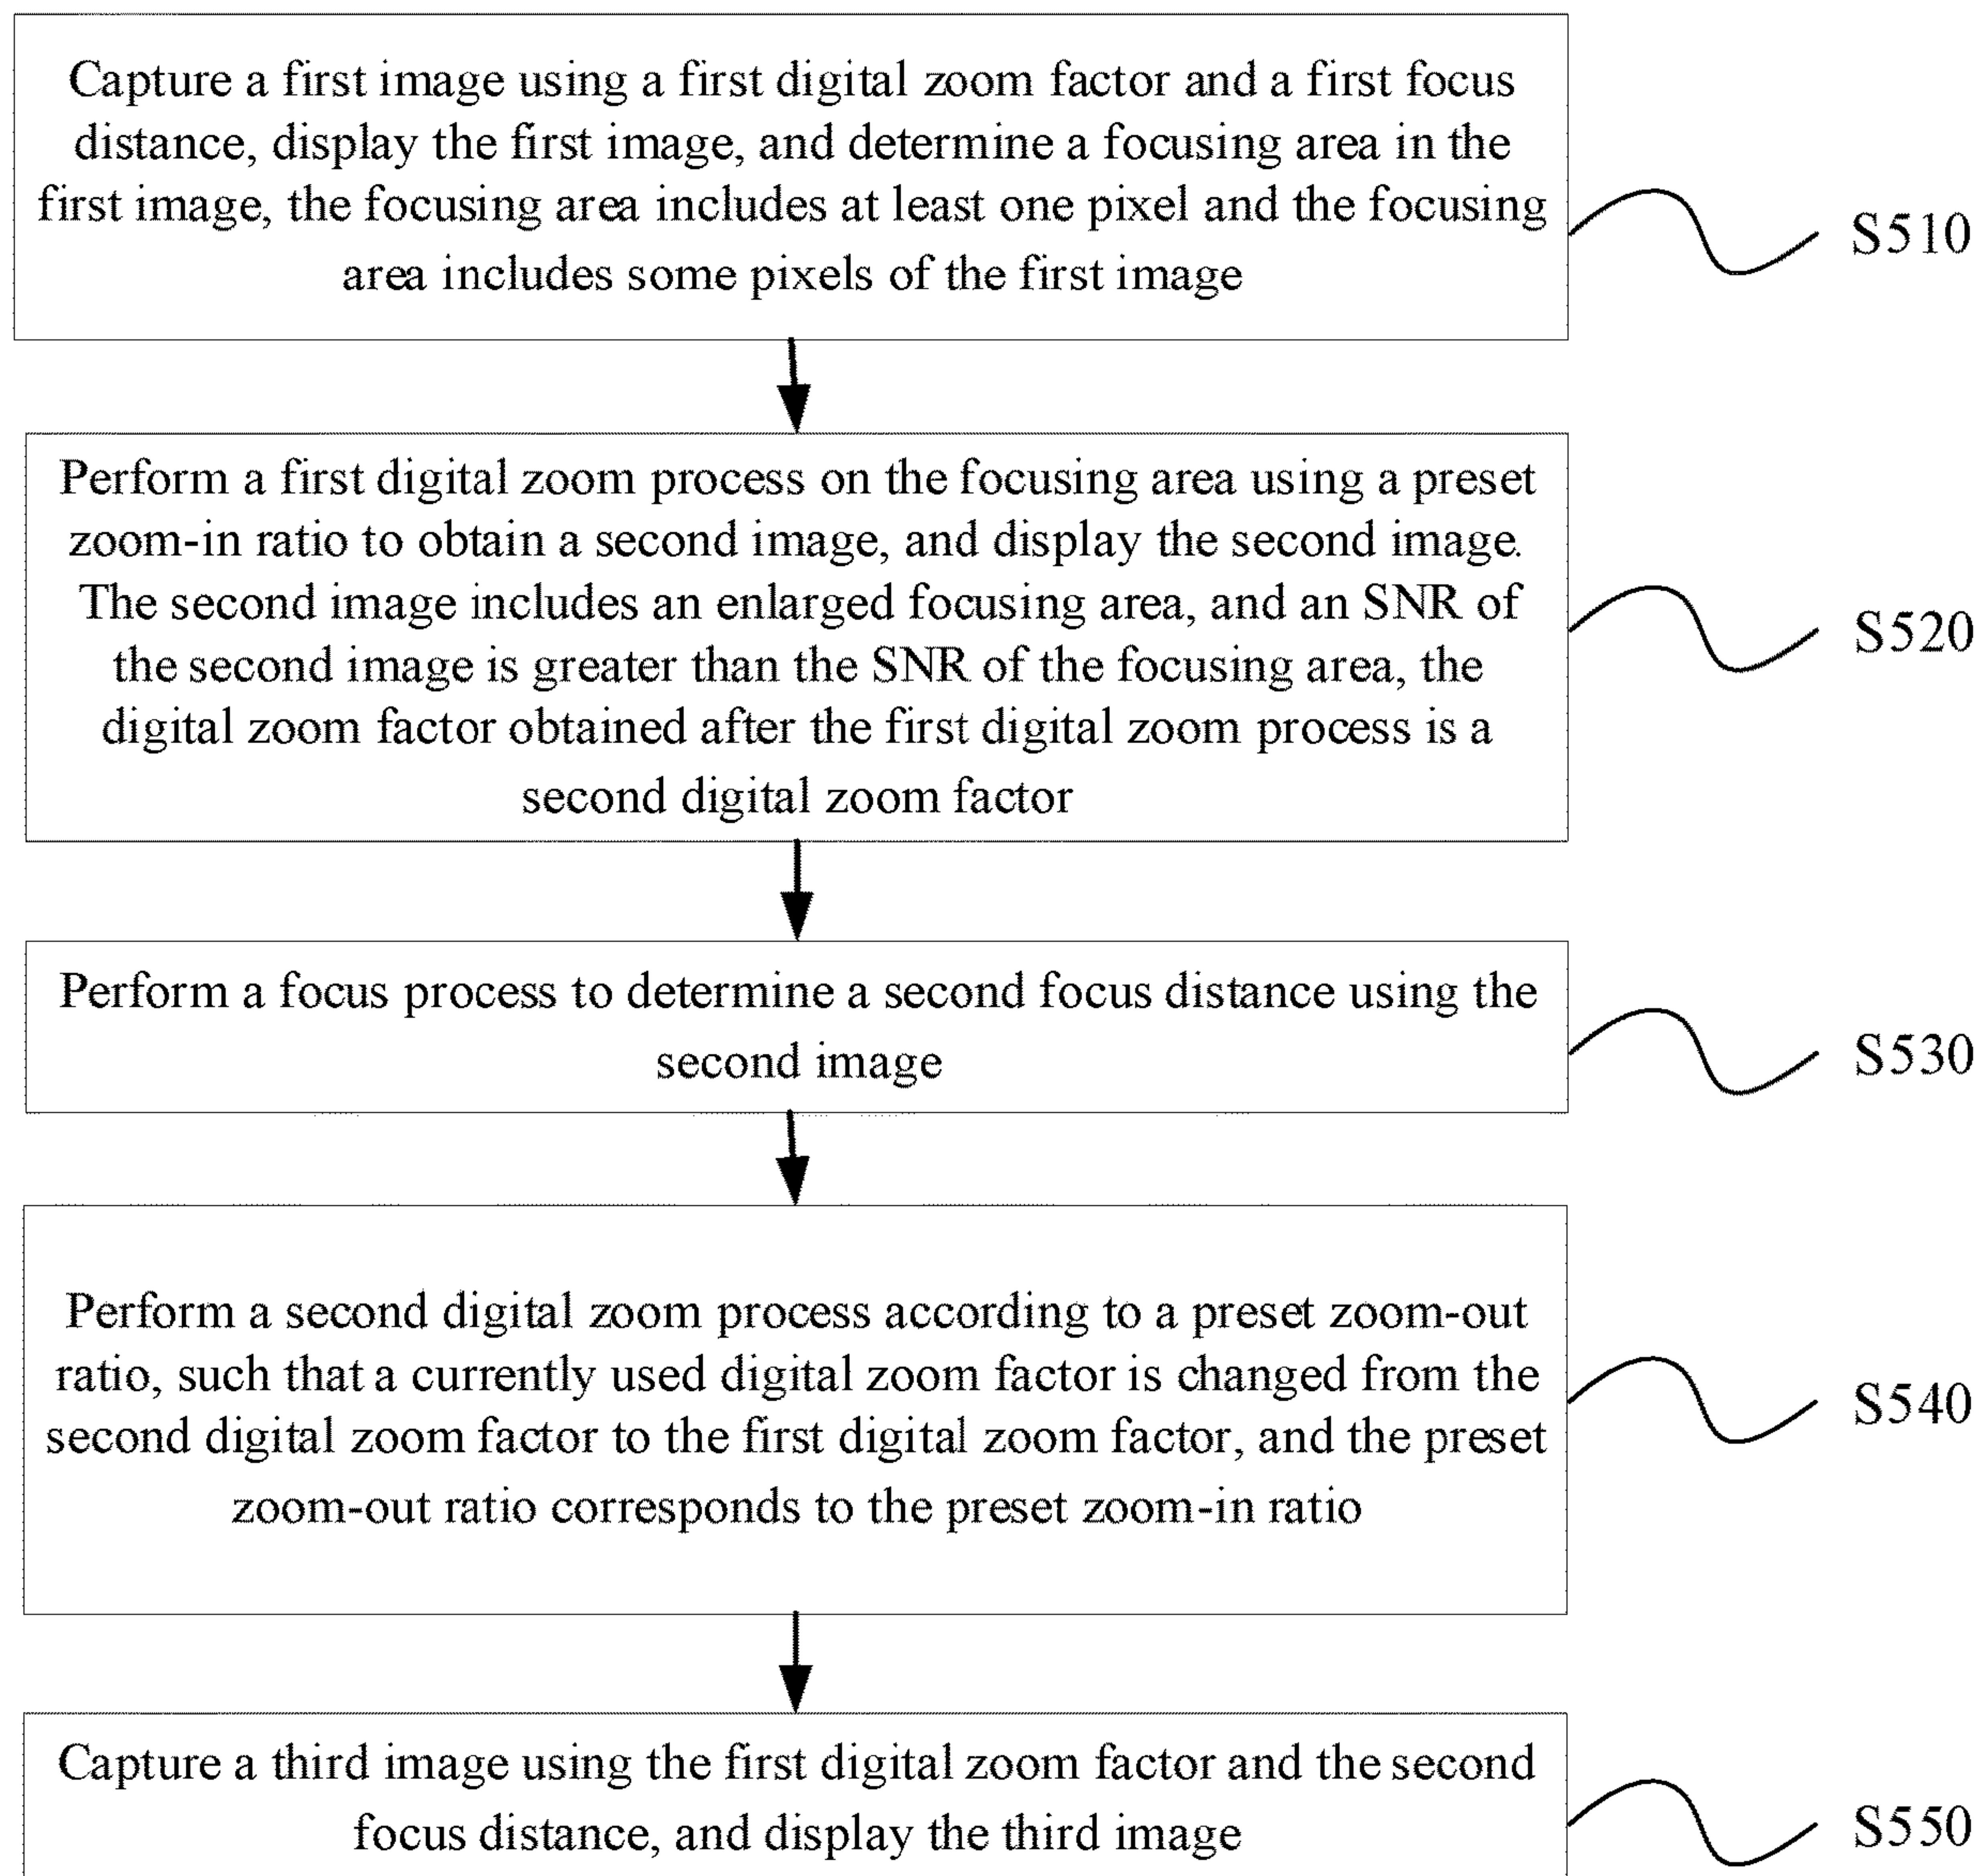 Capture a first image using a first digital zoom factor and a first focus
distance, display the first image, and determine a focusing area in the
first image, the focusing area includes at least one pixel and the focusing
area includes some pixels of the first image
S510
Perform a first digital zoom process on the focusing area using a preset
zoom-in ratio to obtain a second image, and display the second image.
The second image includes an enlarged focusing area, and an SNR of
the second image is greater than the SNR of the focusing area, the
digital zoom factor obtained after the first digital zoom process is a
second digital zoom factor
S520
Perform a focus process to determine a second focus distance using the
second image
S530
Perform a second digital zoom process according to a preset zoom-out
ratio, such that a currently used digital zoom factor is changed from the
second digital zoom factor to the first digital zoom factor, and the preset
zoom-out ratio corresponds to the preset zoom-in ratio
S540
Capture a third image using the first digital zoom factor and the second
focus distance, and display the third image
S550